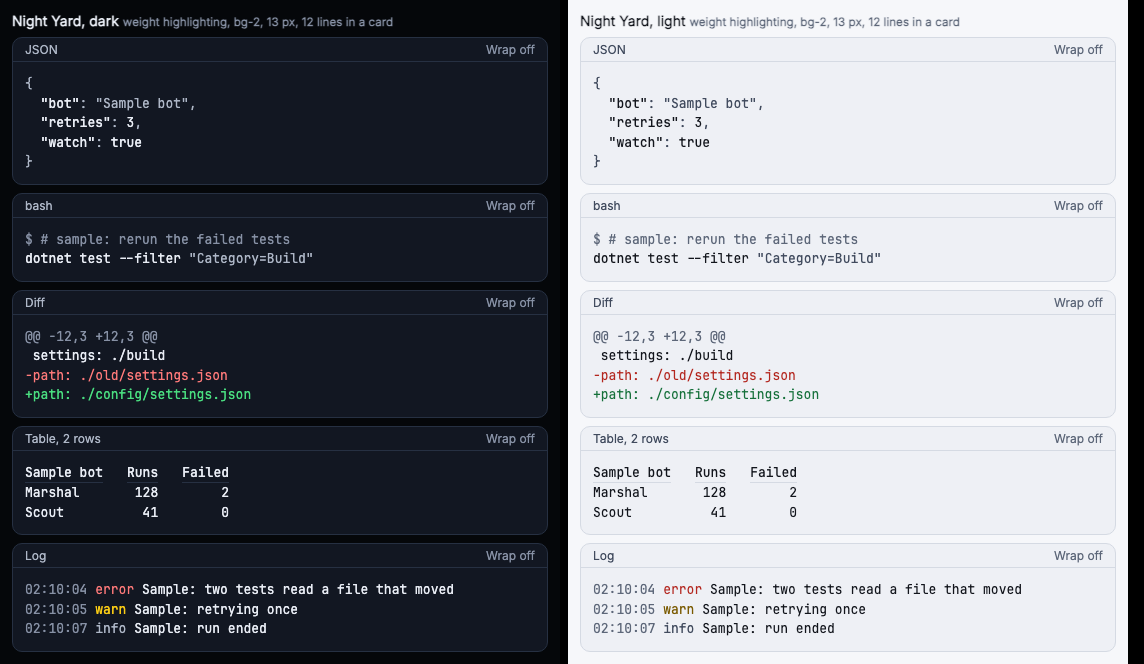 Night Yard, dark weight highlighting, bg-2, 13 px, 12 lines in a card
JSON Wrap off
{
"bot": "Sample bot",
"retries": 3,
"watch": true
}
bash Wrap off
$ # sample: rerun the failed tests
dotnet test --filter "Category=Build"
Diff Wrap off
@@ -12,3 +12,3 @@
settings: ./build
-path: ./old/settings.json
+path: ./config/settings.json
Table, 2 rows Wrap off
Sample bot Runs Failed
Marshal 128 2
Scout 41 0
Log Wrap off
02:10:04 error Sample: two tests read a file that moved
02:10:05 warn Sample: retrying once
02:10:07 info Sample: run ended
Night Yard, light weight highlighting, bg-2, 13 px, 12 lines in a card
JSON Wrap off
{
"bot": "Sample bot",
"retries": 3,
"watch": true
}
bash Wrap off
$ # sample: rerun the failed tests
dotnet test --filter "Category=Build"
Diff Wrap off
@@ -12,3 +12,3 @@
settings: ./build
-path: ./old/settings.json
+path: ./config/settings.json
Table, 2 rows Wrap off
Sample bot Runs Failed
Marshal 128 2
Scout 41 0
Log Wrap off
02:10:04 error Sample: two tests read a file that moved
02:10:05 warn Sample: retrying once
02:10:07 info Sample: run ended